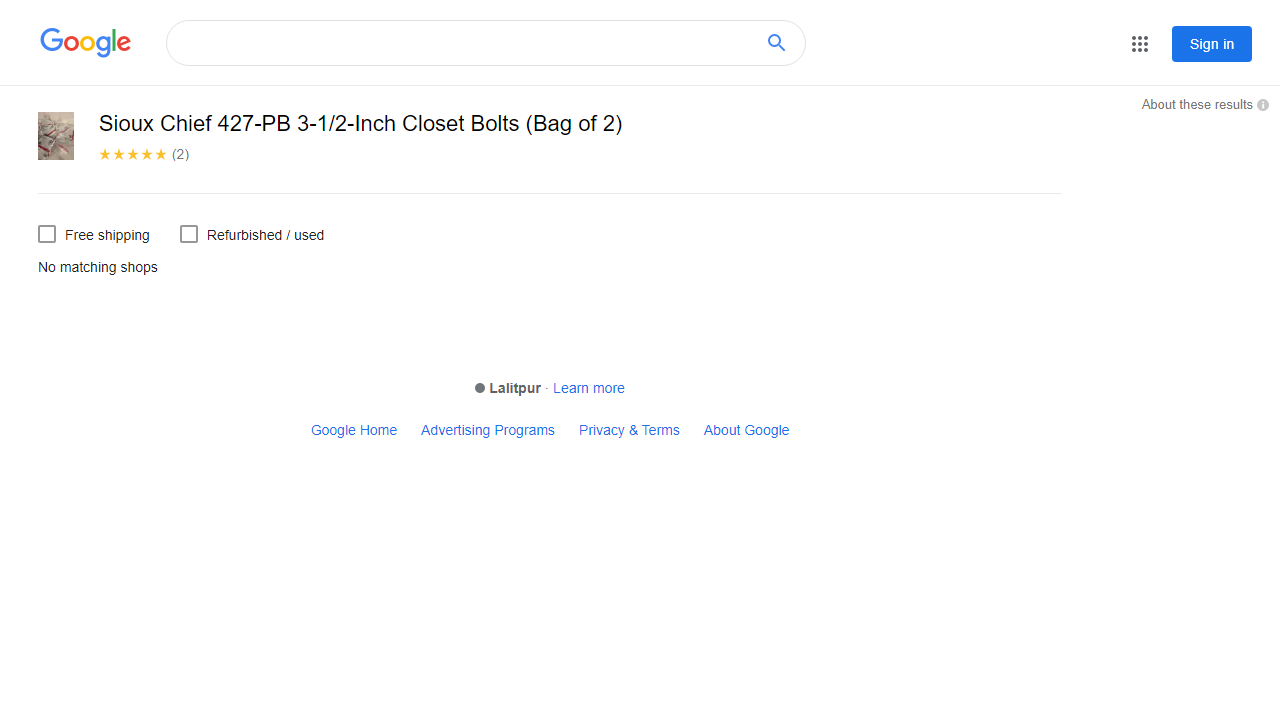 Google
Sign in
About these results
Sioux Chief 427-PB 3-1/2-Inch Closet Bolts (Bag of 2)
(2)
Free shipping
Refurbished / used
No matching shops
Lalitpur · Learn more
Google Home
Advertising Programs
Privacy & Terms
About Google